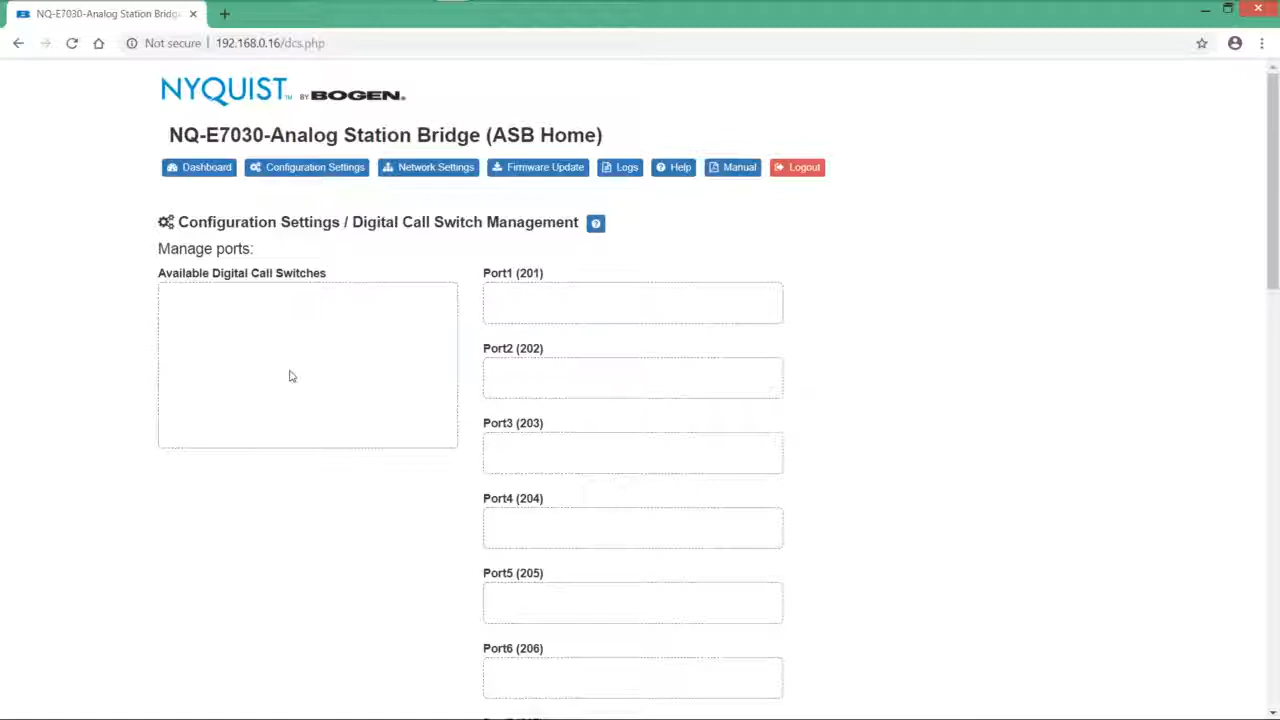 NQ-E7030-Analog Station Bridg
Not secure | 192.168.0.16/dcs.php
NYQUIST™ BY BOGEN®
NQ-E7030-Analog Station Bridge (ASB Home)
Dashboard Configuration Settings Network Settings Firmware Update Logs Help Manual Logout
Configuration Settings / Digital Call Switch Management
Manage ports:
Available Digital Call Switches
Port1 (201)
Port2 (202)
Port3 (203)
Port4 (204)
Port5 (205)
Port6 (206)